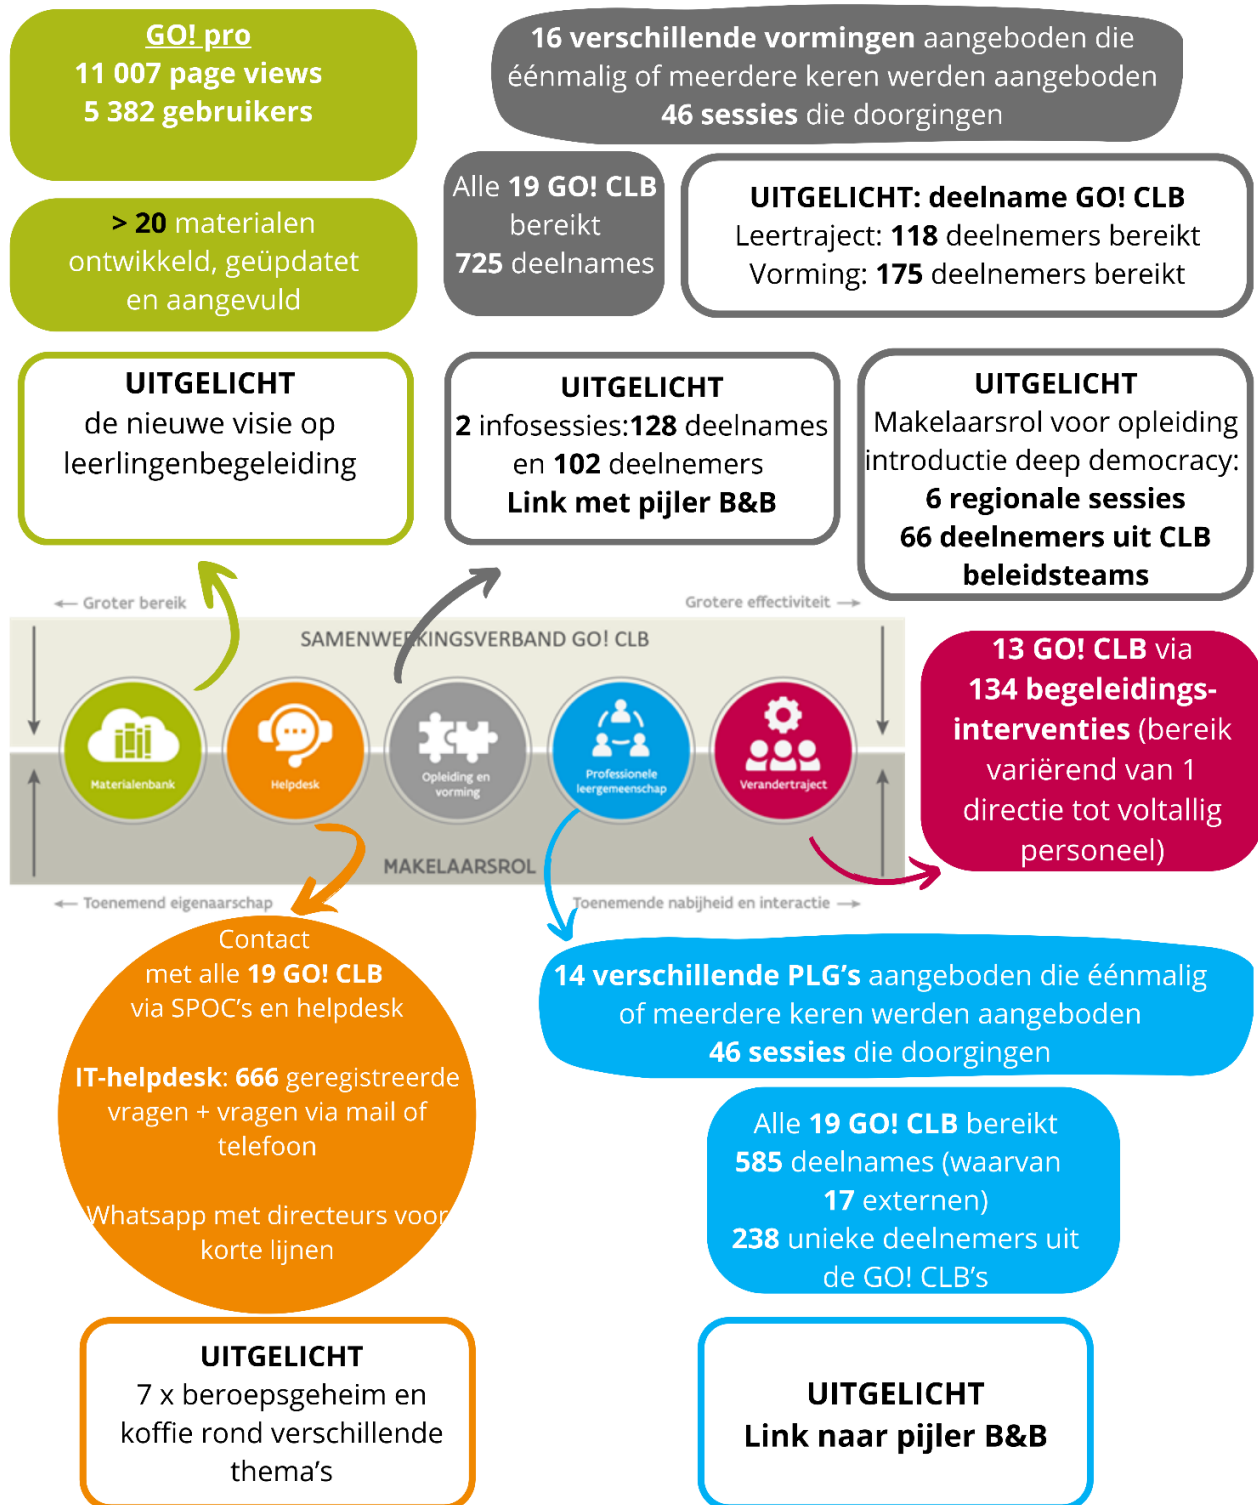 GO! pro
11 007 page views
5 382 gebruikers
> 20 materialen
ontwikkeld, geüpdatet
en aangevuld
UITGELICHT
de nieuwe visie op
leerlingenbegeleiding
16 verschillende vormingen aangeboden die
éénmalig of meerdere keren werden aangeboden
46 sessies die doorgingen
Alle 19 GO! CLB
bereikt
725 deelnames
UITGELICHT: deelname GO! CLB
Leertraject: 118 deelnemers bereikt
Vorming: 175 deelnemers bereikt
UITGELICHT
2 infosessies:128 deelnames
en 102 deelnemers
Link met pijler B&B
UITGELICHT
Makelaarsrol voor opleiding
introductie deep democracy:
6 regionale sessies
66 deelnemers uit CLB
beleidsteams
← Groter bereik
Grotere effectiviteit →
SAMENWERKINGSVERBAND GO! CLB
Materialenbank
Helpdesk
Opleiding en
vorming
Professionele
leergemeenschap
Verandertraject
MAKELAARSROL
← Toenemend eigenaarschap
Toenemende nabijheid en interactie →
13 GO! CLB via
134 begeleidings-
interventies (bereik
variërend van 1
directie tot voltallig
personeel)
Contact
met alle 19 GO! CLB
via SPOC's en helpdesk
IT-helpdesk: 666 geregistreerde
vragen + vragen via mail of
telefoon
Whatsapp met directeurs voor
korte lijnen
UITGELICHT
7 x beroepsgeheim en
koffie rond verschillende
thema's
14 verschillende PLG's aangeboden die éénmalig
of meerdere keren werden aangeboden
46 sessies die doorgingen
Alle 19 GO! CLB bereikt
585 deelnames (waarvan
17 externen)
238 unieke deelnemers uit
de GO! CLB's
UITGELICHT
Link naar pijler B&B